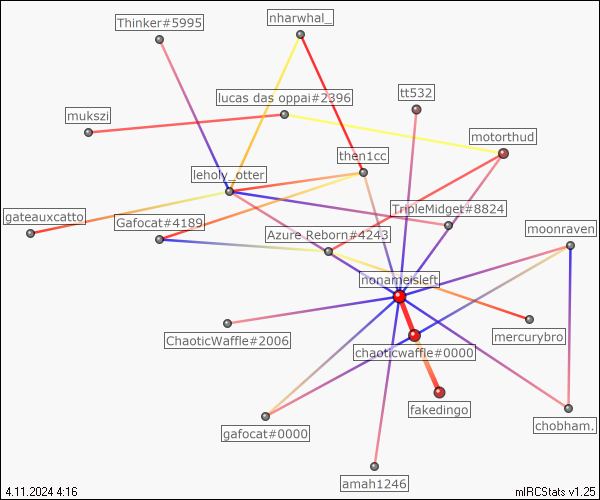 Thinker#5995
nharwhal_
lucas das oppai#2396
tt532
mukszi
motorthud
then1cc
leholy_otter
TripleMidget#8824
gateauxcatto
Gafocat#4189
Azure.Reborn#4243
moonraven
nonameisleft
ChaoticWaffle#2006
mercurybro
chaoticwaffle#0000
fakedingo
chobham.
gafocat#0000
amah1246
4.11.2024 4:16
mIRCStats v1.25